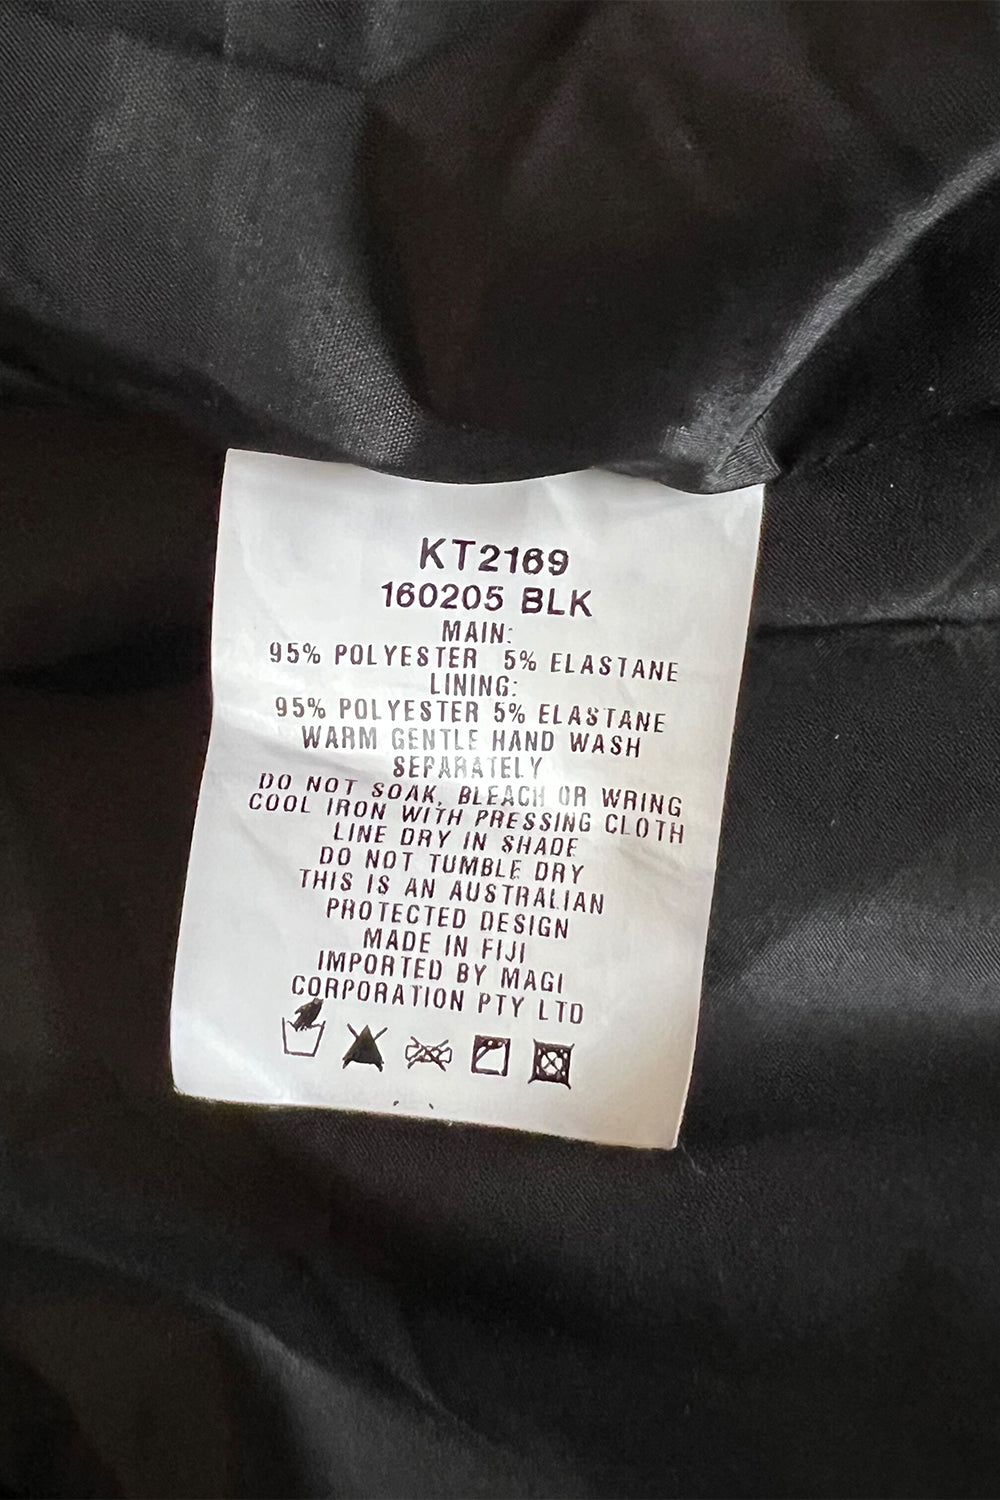 KT2169
160205 BLK
MAIN:
95% POLYESTER 5% ELASTANE
LINING:
95% POLYESTER 5% ELASTANE
WARM GENTLE HAND WASH
SEPARATELY
DO NOT SOAK, BLEACH OR WRING
COOL IRON WITH PRESSING CLOTH
LINE DRY IN SHADE
DO NOT TUMBLE DRY
THIS IS AN AUSTRALIAN
PROTECTED DESIGN
MADE IN FIJI
IMPORTED BY MAGI
CORPORATION PTY LTD